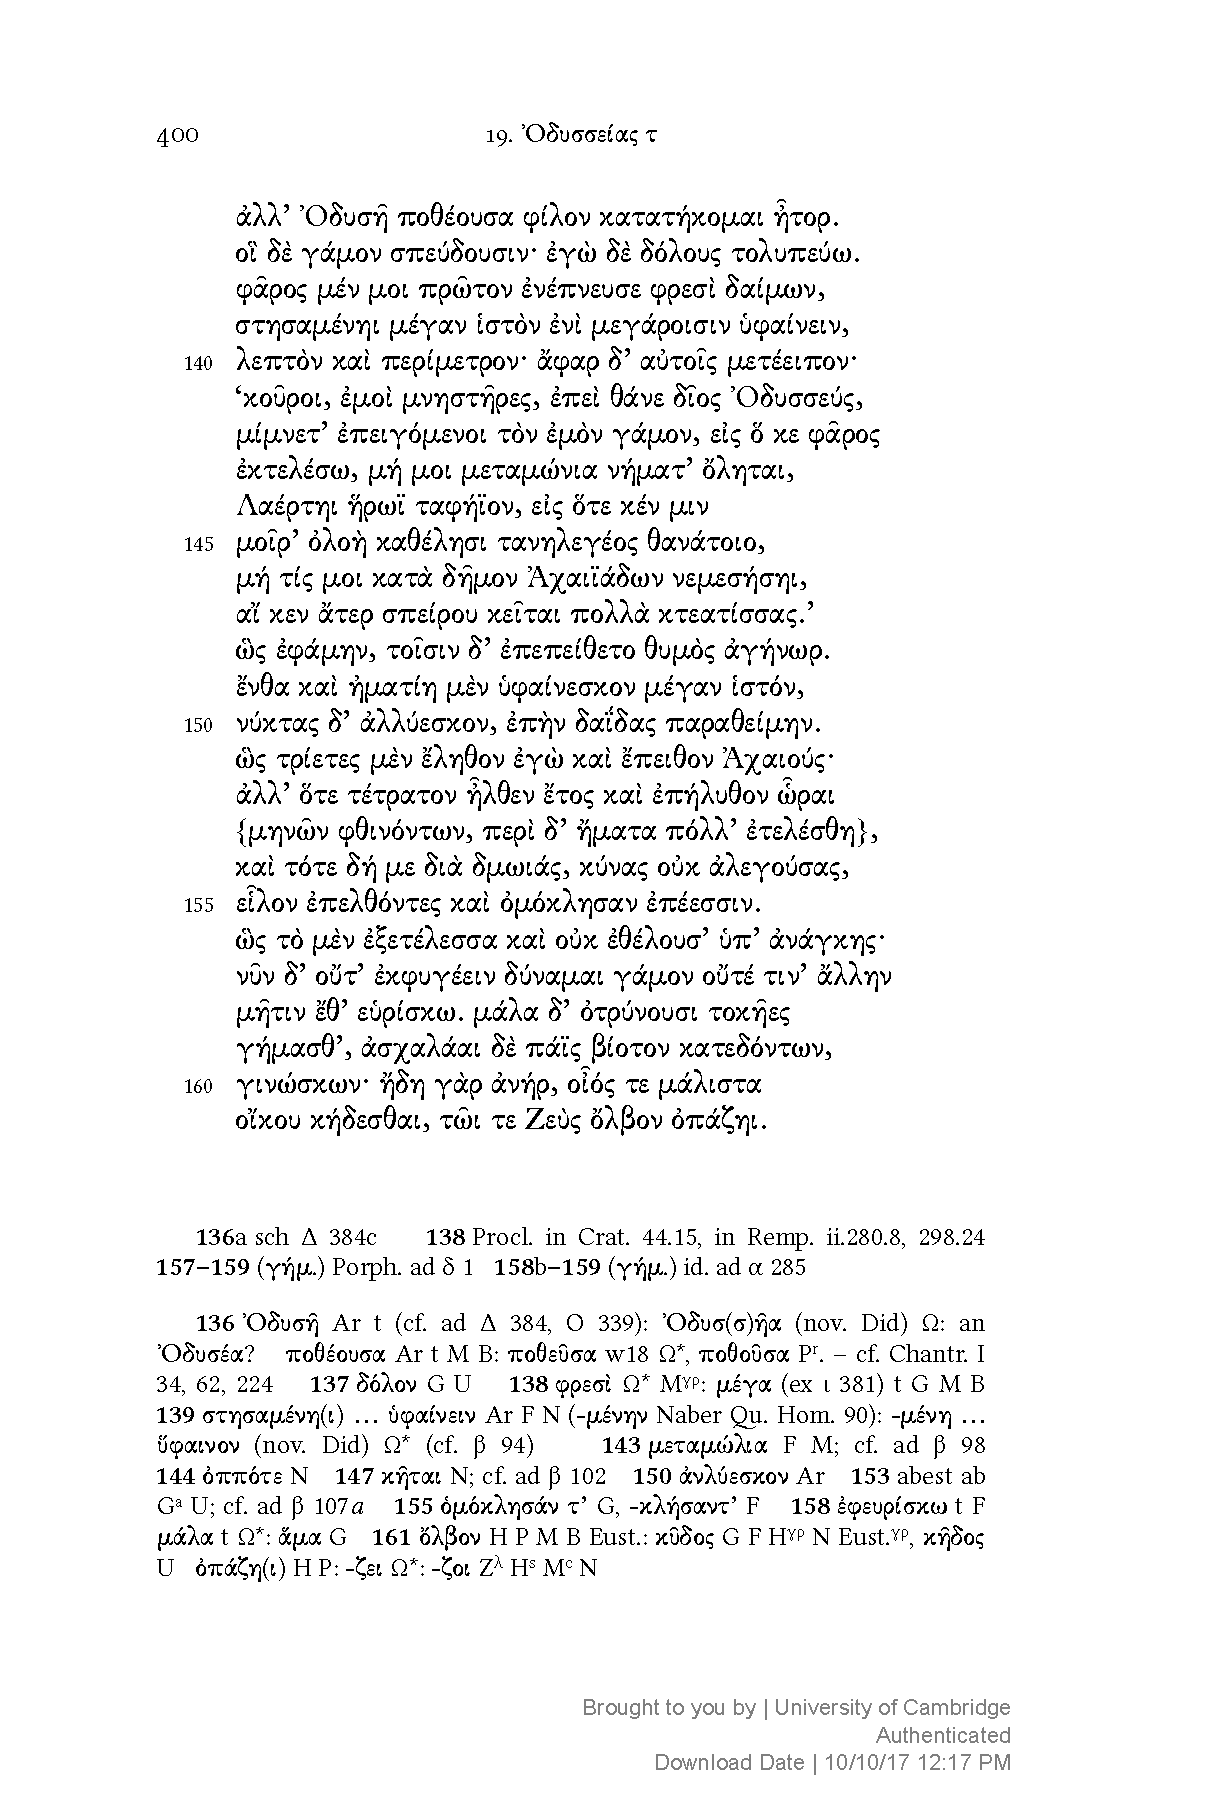 400 19. Ὀδυσσείας τ
ἀλλ’ Ὀδυσῆ ποθέουσα φίλον κατατήκομαι ἦτορ.
οἳ δὲ γάμον σπεύδουσιν· ἐγὼ δὲ δόλους τολυπεύω.
φᾶρος μέν μοι πρῶτον ἐνέπνευσε φρεσὶ δαίμων,
στησαμένηι μέγαν ἱστὸν ἐνὶ μεγάροισιν ὑφαίνειν,
140 λεπτὸν καὶ περίμετρον· ἄφαρ δ’ αὐτοῖς μετέειπον·
‘κοῦροι, ἐμοὶ μνηστῆρες, ἐπεὶ θάνε δῖος Ὀδυσσεύς,
μίμνετ’ ἐπειγόμενοι τὸν ἐμὸν γάμον, εἰς ὅ κε φᾶρος
ἐκτελέσω, μή μοι μεταμώνια νήματ’ ὄληται,
Λαέρτηι ἥρωϊ ταφήϊον, εἰς ὅτε κέν μιν
145 μοῖρ’ ὀλοὴ καθέλησι τανηλεγέος θανάτοιο,
μή τίς μοι κατὰ δῆμον Ἀχαιϊάδων νεμεσήσηι,
αἴ κεν ἄτερ σπείρου κεῖται πολλὰ κτεατίσσας.’
ὣς ἐφάμην, τοῖσιν δ’ ἐπεπείθετο θυμὸς ἀγήνωρ.
ἔνθα καὶ ἠματίη μὲν ὑφαίνεσκον μέγαν ἱστόν,
150 νύκτας δ’ ἀλλύεσκον, ἐπὴν δαΐδας παραθείμην.
ὣς τρίετες μὲν ἔληθον ἐγὼ καὶ ἔπειθον Ἀχαιούς·
ἀλλ’ ὅτε τέτρατον ἦλθεν ἔτος καὶ ἐπήλυθον ὧραι
{μηνῶν φθινόντων, περὶ δ’ ἤματα πόλλ’ ἐτελέσθη},
καὶ τότε δή με διὰ δμωιάς, κύνας οὐκ ἀλεγούσας,
155 εἷλον ἐπελθόντες καὶ ὀμόκλησαν ἐπέεσσιν.
ὣς τὸ μὲν ἐξετέλεσσα καὶ οὐκ ἐθέλουσ’ ὑπ’ ἀνάγκης·
νῦν δ’ οὔτ’ ἐκφυγέειν δύναμαι γάμον οὔτέ τιν’ ἄλλην
μῆτιν ἔθ’ εὑρίσκω. μάλα δ’ ὀτρύνουσι τοκῆες
γήμασθ’, ἀσχαλάαι δὲ πάϊς βίοτον κατεδόντων,
160 γινώσκων· ἤδη γὰρ ἀνήρ, οἷός τε μάλιστα
οἴκου κήδεσθαι, τῶι τε Ζεὺς ὄλβον ὀπάζηι.
136a sch Δ 384c 138 Procl. in Crat. 44.15, in Remp. ii.280.8, 298.24
157–159 (γήμ.) Porph. ad δ 1 158b–159 (γήμ.) id. ad α 285
136 Ὀδυσῆ Ar t (cf. ad Δ 384, Ο 339): Ὀδυσ(σ)ῆα (nov. Did) Ω: an
Ὀδυσέα? ποθέουσα Ar t M B: ποθεῦσα w18 Ω*, ποθοῦσα Pʳ. – cf. Chantr. I
34, 62, 224 137 δόλον G U 138 φρεσὶ Ω* Mᵞᵖ: μέγα (ex ι 381) t G M B
139 στησαμένη(ι) … ὑφαίνειν Ar F N (-μένην Naber Qu. Hom. 90): -μένη …
ὕφαινον (nov. Did) Ω* (cf. β 94) 143 μεταμώλια F M; cf. ad β 98
144 ὁππότε N 147 κῆται N; cf. ad β 102 150 ἀνλύεσκον Ar 153 abest ab
Gᵃ U; cf. ad β 107a 155 ὁμόκλησάν τ’ G, -κλήσαντ’ F 158 ἐφευρίσκω t F
μάλα t Ω*: ἅμα G 161 ὄλβον H P M B Eust.: κῦδος G F Hᵞᵖ N Eust.ᵞᵖ, κῆδος
U ὀπάζη(ι) H P: -ζει Ω*: -ζοι Zλ Hˢ Mᶜ N
Brought to you by | University of Cambridge
Authenticated
Download Date | 10/10/17 12:17 PM